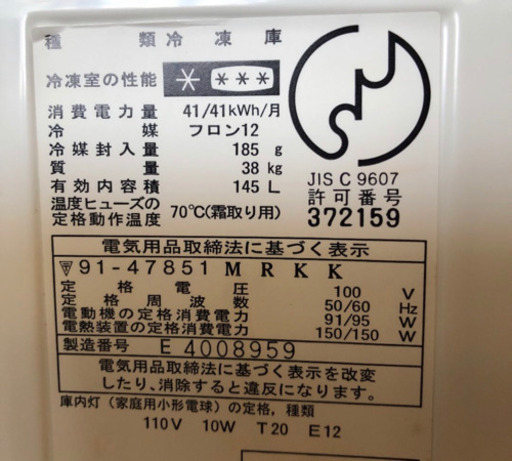 種類 冷凍庫
冷凍室の性能 * ***
消費電力量 41/41kWh/月
冷媒 フロン12
冷媒封入量 185 g
質量 38 kg
有効内容積 145 L
温度ヒューズの定格動作温度 70℃(霜取り用)
JIS C 9607
許可番号
372159
電気用品取締法に基づく表示
〒91-47851 M R K K
定格電圧 100 V
定格周波数 50/60 Hz
電動機の定格消費電力 91/95 W
電熱装置の定格消費電力 150/150 W
製造番号 E 4008959
電気用品取締法に基づく表示を改変
したり、消除すると違反になります。
庫内灯(家庭用小形電球)の定格,種類
110V 10W T20 E12